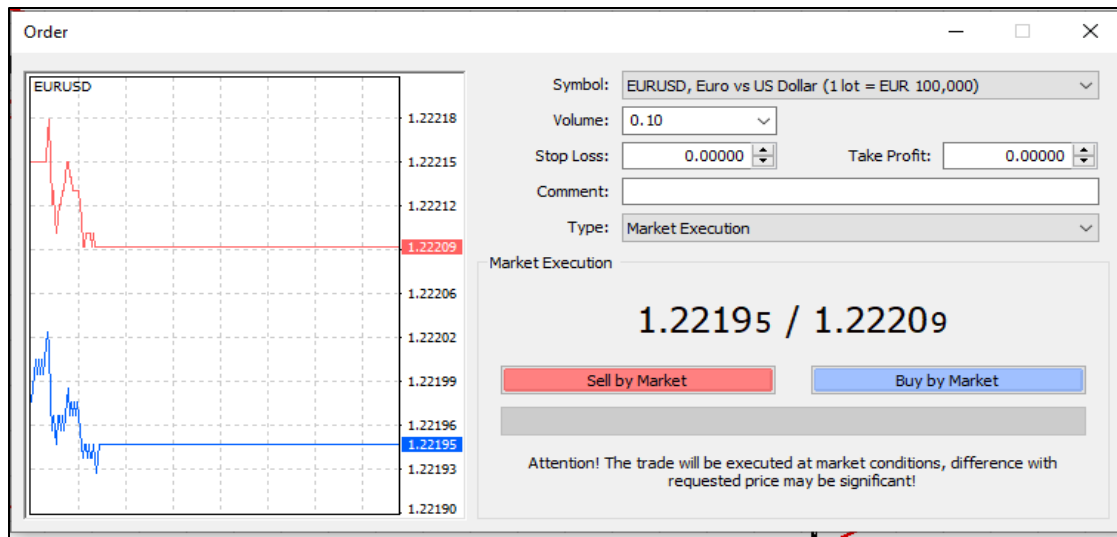 Order
EURUSD
1.22218
1.22215
1.22212
1.22209
1.22206
1.22202
1.22199
1.22196
1.22195
1.22193
1.22190
Symbol: EURUSD, Euro vs US Dollar (1 lot = EUR 100,000)
Volume: 0.10
Stop Loss: 0.00000 Take Profit: 0.00000
Comment:
Type: Market Execution
Market Execution
1.22195 / 1.22209
Sell by Market Buy by Market
Attention! The trade will be executed at market conditions, difference with
requested price may be significant!